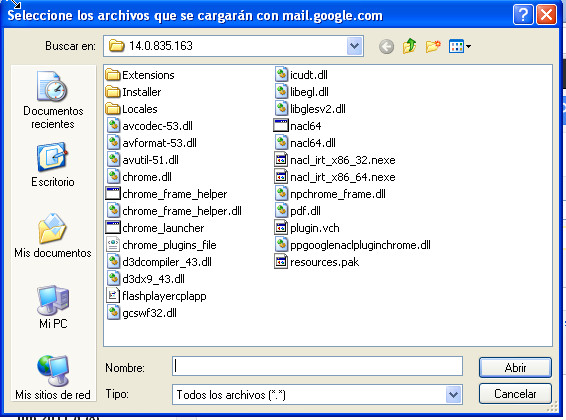 Seleccione los archivos que se cargarán con mail.google.com
Buscar en: 14.0.835.163
Documentos recientes
Escritorio
Mis documentos
Mi PC
Mis sitios de red
Extensions
Installer
Locales
avcodec-53.dll
avformat-53.dll
avutil-51.dll
chrome.dll
chrome_frame_helper
chrome_frame_helper.dll
chrome_launcher
chrome_plugins_file
d3dcompiler_43.dll
d3dx9_43.dll
flashplayercplapp
gcswf32.dll
icudt.dll
libegl.dll
libglesv2.dll
nacl64
nacl64.dll
nacl_irt_x86_32.nexe
nacl_irt_x86_64.nexe
npchrome_frame.dll
pdf.dll
plugin.vch
ppgooglenaclpluginchrome.dll
resources.pak
Nombre:
Abrir
Tipo: Todos los archivos (*.*)
Cancelar